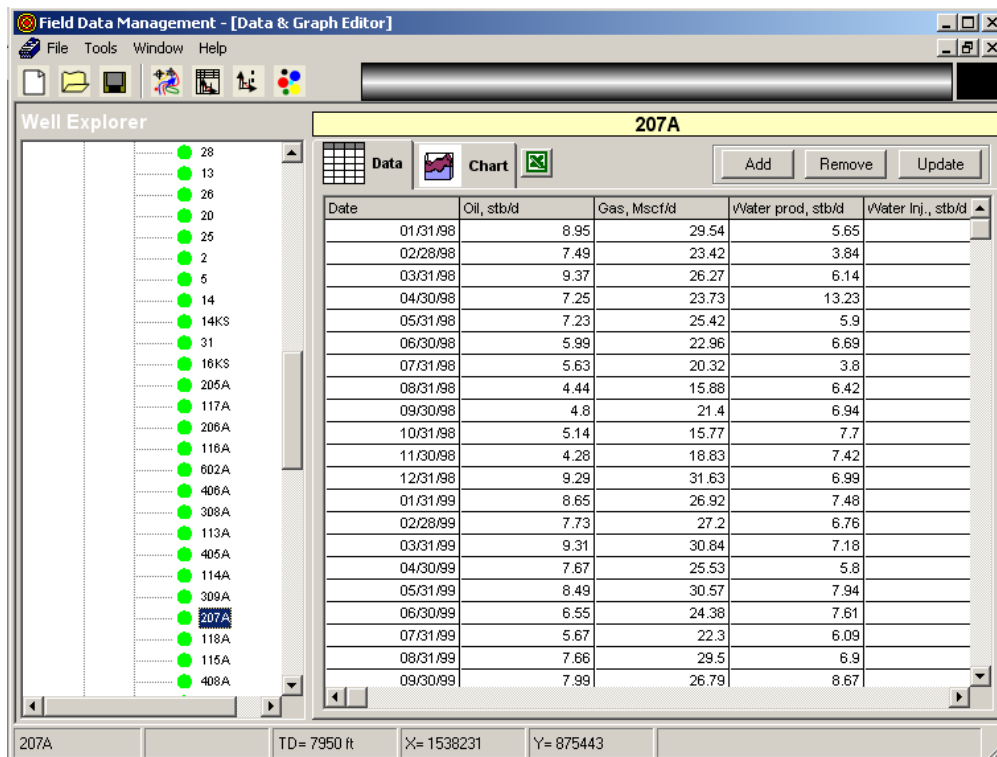 Field Data Management - [Data & Graph Editor]
File Tools Window Help
Well Explorer
207A
28
13
26
20
25
2
5
14
14KS
31
16KS
205A
117A
206A
116A
602A
406A
308A
113A
405A
114A
309A
207A
118A
115A
408A
Data Chart Add Remove Update
Date Oil, stb/d Gas, Mscf/d Water prod, stb/d Water Inj., stb/d
01/31/98 8.95 29.54 5.65
02/28/98 7.49 23.42 3.84
03/31/98 9.37 26.27 6.14
04/30/98 7.25 23.73 13.23
05/31/98 7.23 25.42 5.9
06/30/98 5.99 22.96 6.69
07/31/98 5.63 20.32 3.8
08/31/98 4.44 15.88 6.42
09/30/98 4.8 21.4 6.94
10/31/98 5.14 15.77 7.7
11/30/98 4.28 18.83 7.42
12/31/98 9.29 31.63 6.99
01/31/99 8.65 26.92 7.48
02/28/99 7.73 27.2 6.76
03/31/99 9.31 30.84 7.18
04/30/99 7.67 25.53 5.8
05/31/99 8.49 30.57 7.94
06/30/99 6.55 24.38 7.61
07/31/99 5.67 22.3 6.09
08/31/99 7.66 29.5 6.9
09/30/99 7.99 26.79 8.67
207A TD= 7950 ft X= 1538231 Y= 875443